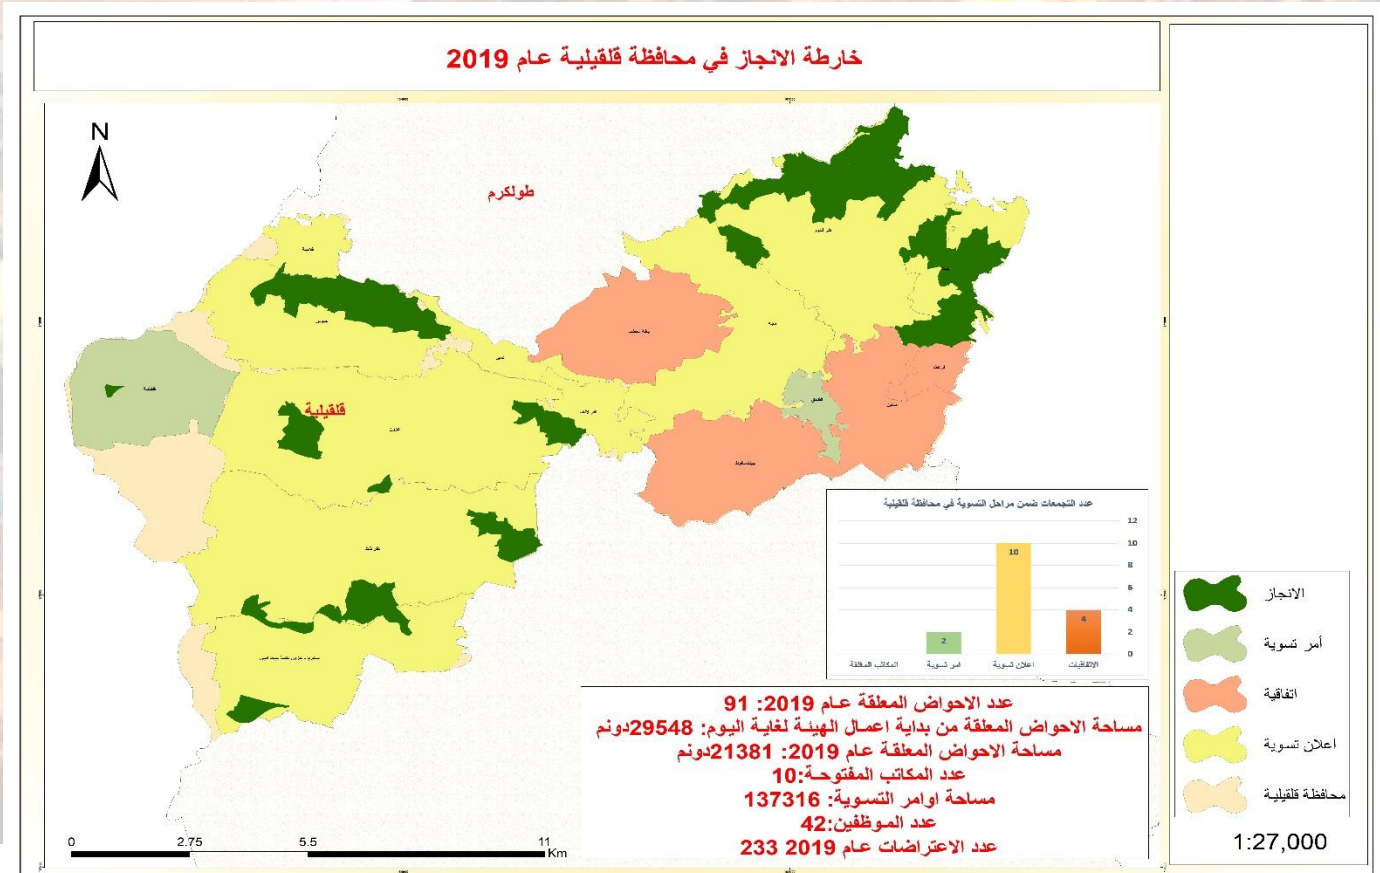 خارطة الانجاز في محافظة قلقيلية عام 2019
N
طولكرم
قلقيلية
عدد التجمعات ضمن مراحل التسوية في محافظة قلقيلية
12
10
8
6
4
2
0
2
10
4
المكاتب المغلقة
امر تسوية
اعلان تسوية
الاتفاقيات
الانجاز
أمر تسوية
اتفاقية
اعلان تسوية
محافظة قلقيلية
1:27,000
عدد الاحواض المعلقة عام 2019: 91
مساحة الاحواض المعلقة من بداية اعمال الهيئة لغاية اليوم: 29548دونم
مساحة الاحواض المعلقة عام 2019: 21381دونم
عدد المكاتب المفتوحة:10
مساحة اوامر التسوية: 137316
عدد الموظفين:42
عدد الاعتراضات عام 2019 233
0 2.75 5.5 11
Km